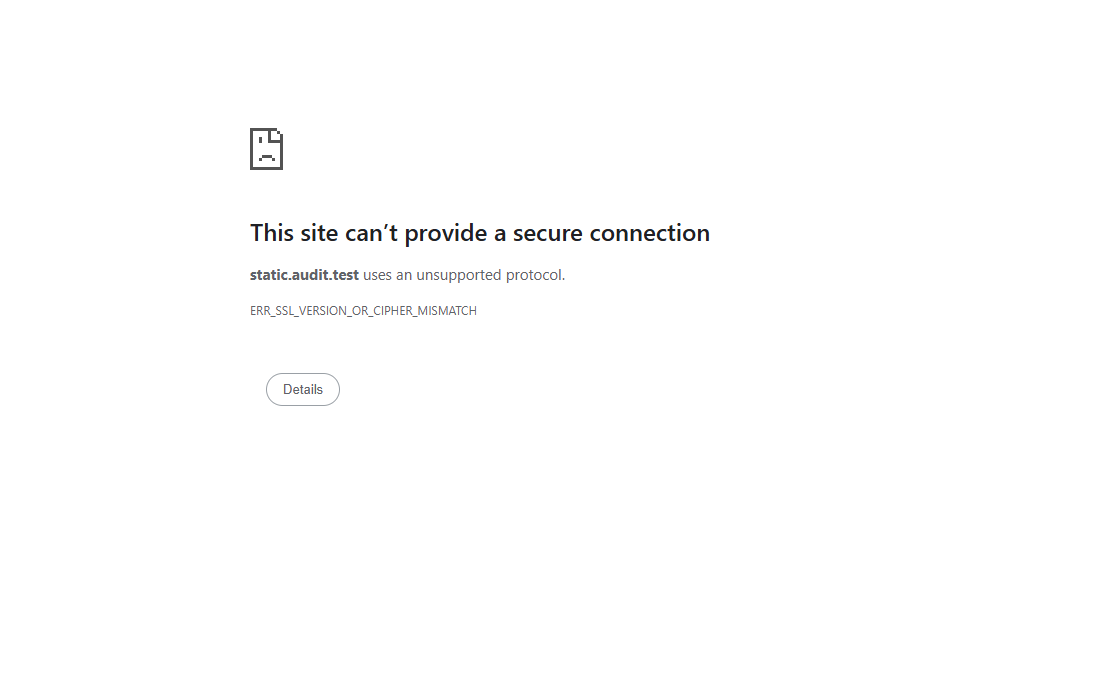 This site can’t provide a secure connection
static.audit.test uses an unsupported protocol.
ERR_SSL_VERSION_OR_CIPHER_MISMATCH
Details